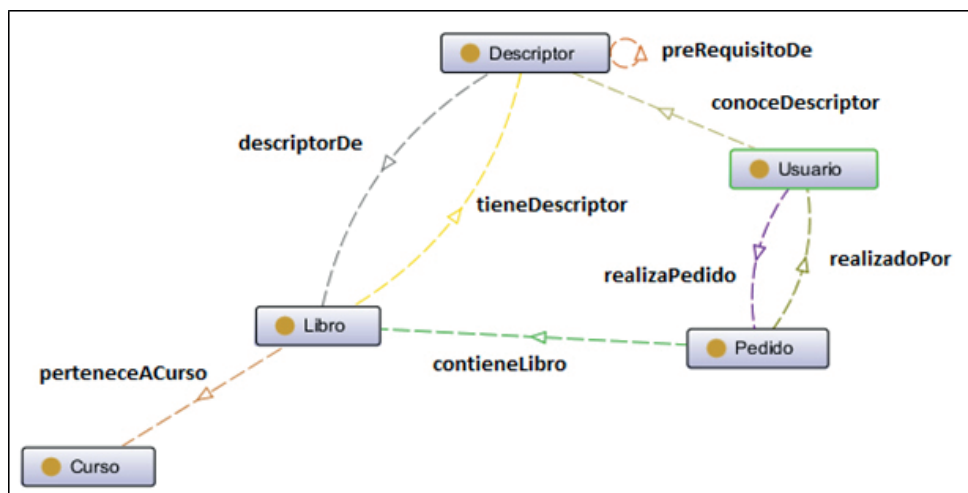 Descriptor
preRequisitoDe
conoceDescriptor
descriptorDe
Usuario
tieneDescriptor
realizaPedido
realizadoPor
Libro
Pedido
contieneLibro
perteneceACurso
Curso